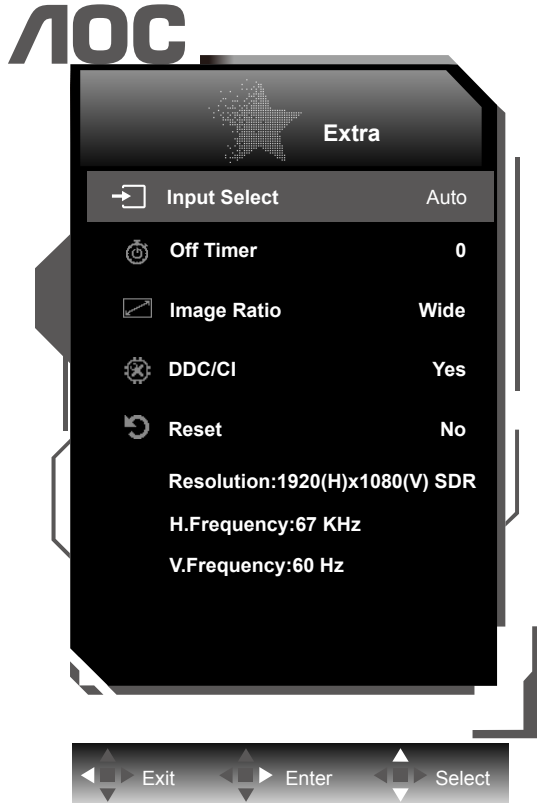 AOC
Extra
Input Select Auto
Off Timer 0
Image Ratio Wide
DDC/CI Yes
Reset No
Resolution:1920(H)x1080(V) SDR
H.Frequency:67 KHz
V.Frequency:60 Hz
Exit Enter Select